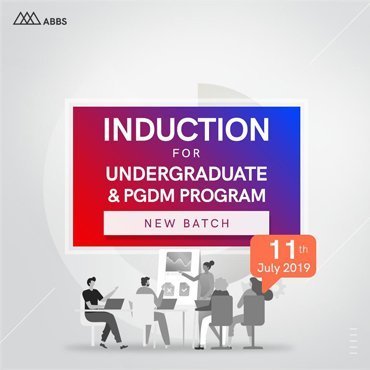 ABBS
INDUCTION
FOR
UNDERGRADUATE
& PGDM PROGRAM
NEW BATCH
11th
July 2019